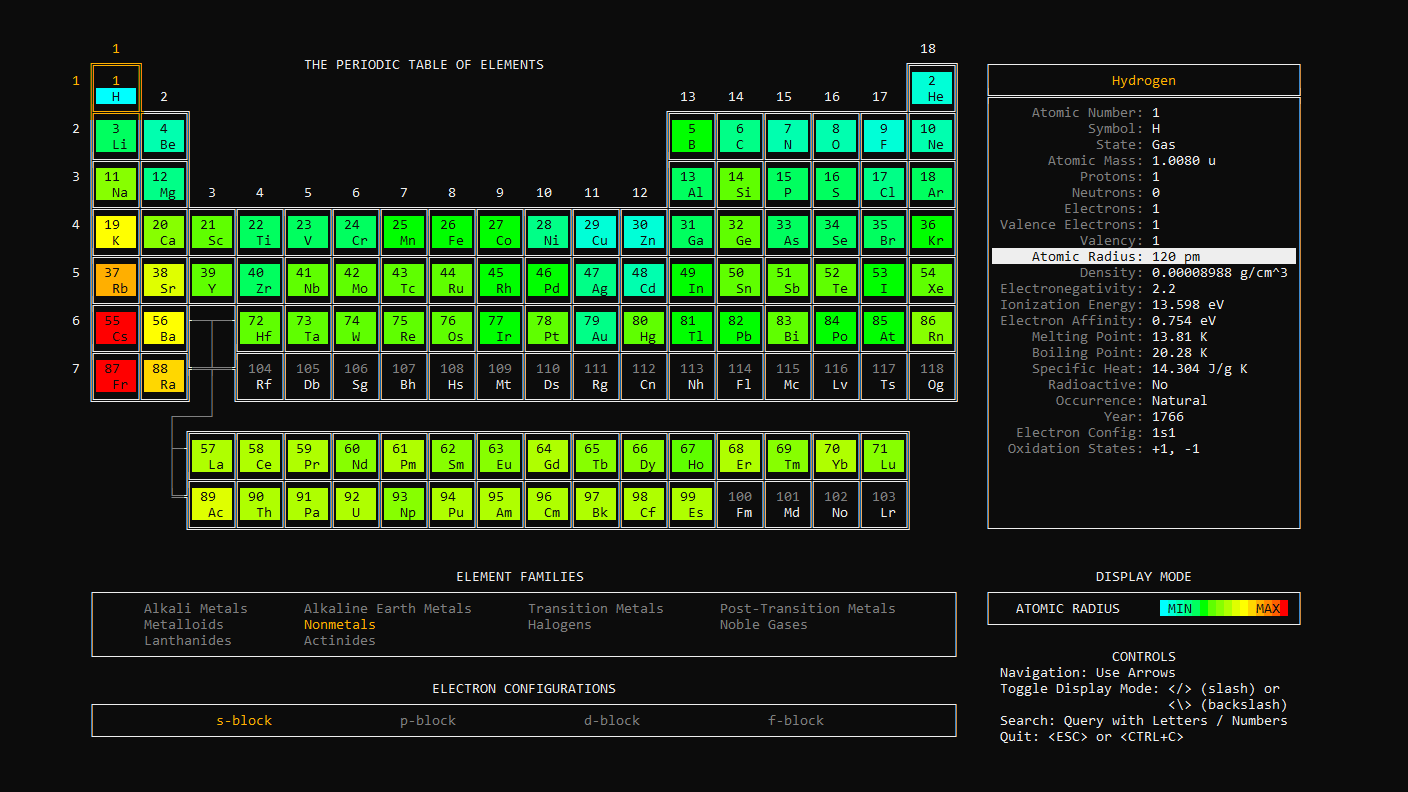 1 18
THE PERIODIC TABLE OF ELEMENTS
1 1 2 Hydrogen
H 2 13 14 15 16 17 He
Atomic Number: 1
2 3 4 5 6 7 8 9 10 Symbol: H
Li Be B C N O F Ne State: Gas
Atomic Mass: 1.0080 u
3 11 12 13 14 15 16 17 18 Protons: 1
Na Mg 3 4 5 6 7 8 9 10 11 12 Al Si P S Cl Ar Neutrons: 0
Electrons: 1
4 19 20 21 22 23 24 25 26 27 28 29 30 31 32 33 34 35 36 Valence Electrons: 1
K Ca Sc Ti V Cr Mn Fe Co Ni Cu Zn Ga Ge As Se Br Kr Valency: 1
Atomic Radius: 120 pm
5 37 38 39 40 41 42 43 44 45 46 47 48 49 50 51 52 53 54 Density: 0.00008988 g/cm^3
Rb Sr Y Zr Nb Mo Tc Ru Rh Pd Ag Cd In Sn Sb Te I Xe Electronegativity: 2.2
Ionization Energy: 13.598 eV
6 55 56 72 73 74 75 76 77 78 79 80 81 82 83 84 85 86 Electron Affinity: 0.754 eV
Cs Ba Hf Ta W Re Os Ir Pt Au Hg Tl Pb Bi Po At Rn Melting Point: 13.81 K
Boiling Point: 20.28 K
7 87 88 104 105 106 107 108 109 110 111 112 113 114 115 116 117 118 Specific Heat: 14.304 J/g K
Fr Ra Rf Db Sg Bh Hs Mt Ds Rg Cn Nh Fl Mc Lv Ts Og Radioactive: No
Occurrence: Natural
Year: 1766
Electron Config: 1s1
57 58 59 60 61 62 63 64 65 66 67 68 69 70 71 Oxidation States: +1, -1
La Ce Pr Nd Pm Sm Eu Gd Tb Dy Ho Er Tm Yb Lu
89 90 91 92 93 94 95 96 97 98 99 100 101 102 103
Ac Th Pa U Np Pu Am Cm Bk Cf Es Fm Md No Lr
ELEMENT FAMILIES DISPLAY MODE
Alkali Metals Alkaline Earth Metals Transition Metals Post-Transition Metals ATOMIC RADIUS MIN MAX
Metalloids Nonmetals Halogens Noble Gases
Lanthanides Actinides
CONTROLS
Navigation: Use Arrows
ELECTRON CONFIGURATIONS Toggle Display Mode: </> (slash) or
<\> (backslash)
s-block p-block d-block f-block Search: Query with Letters / Numbers
Quit: <ESC> or <CTRL+C>